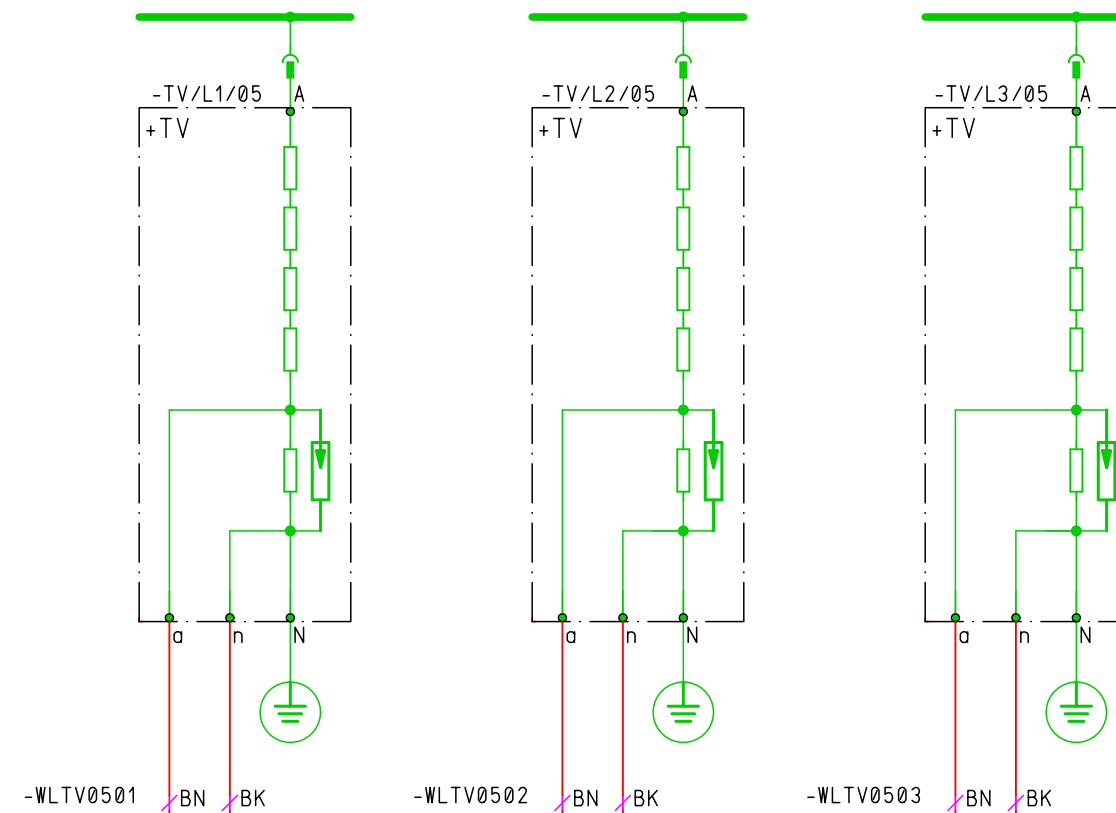 -TV/L1/05 A -TV/L2/05 A -TV/L3/05 A
+TV +TV +TV
a n N a n N a n N
-WLTV0501 BN BK -WLTV0502 BN BK -WLTV0503 BN BK